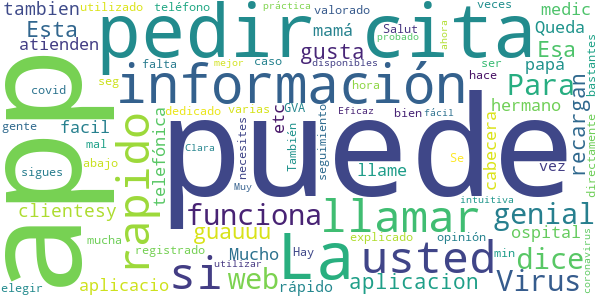 tambien utilizado teléfono práctica veces medic
Esta pedir cita valorado Queda
atienden gusta mamá Salut ahora probado ser Esa bastantes
covid seg falta caso disponibles mejor papá
app información hora hace Para recargan
gente facil rapido telefónica dedicado varias GVA etc Eficaz bien fácil hermano
mal Clara También necesites seguimiento cabecera directamente
sigues abajo puede llame Se vez
clientesy Muy intuitiva
mucha funciona llamar genial
registrado guauuu Hay explicado opinión ospital
aplicacio si Mucho La usted dice coronavirus
elegir rápido web utilizar aplicacion min Virus